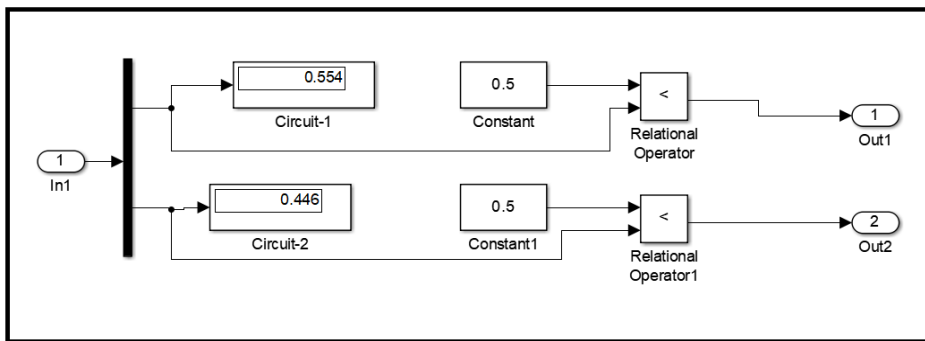 0.554
Circuit-1
0.5
Constant
<
Relational
Operator
1
Out1
1
In1
0.446
Circuit-2
0.5
Constant1
<
Relational
Operator1
2
Out2